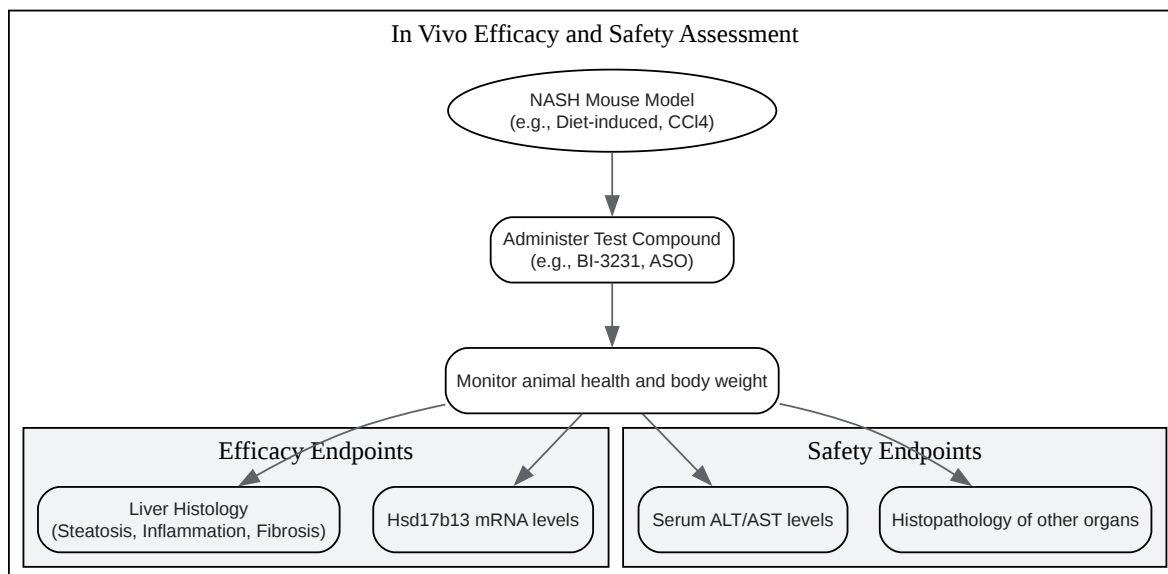 In Vivo Efficacy and Safety Assessment
NASH Mouse Model
(e.g., Diet-induced, CCl4)
Administer Test Compound
(e.g., BI-3231, ASO)
Monitor animal health and body weight
Efficacy Endpoints
Safety Endpoints
Liver Histology
(Steatosis, Inflammation, Fibrosis)
Hsd17b13 mRNA levels
Serum ALT/AST levels
Histopathology of other organs